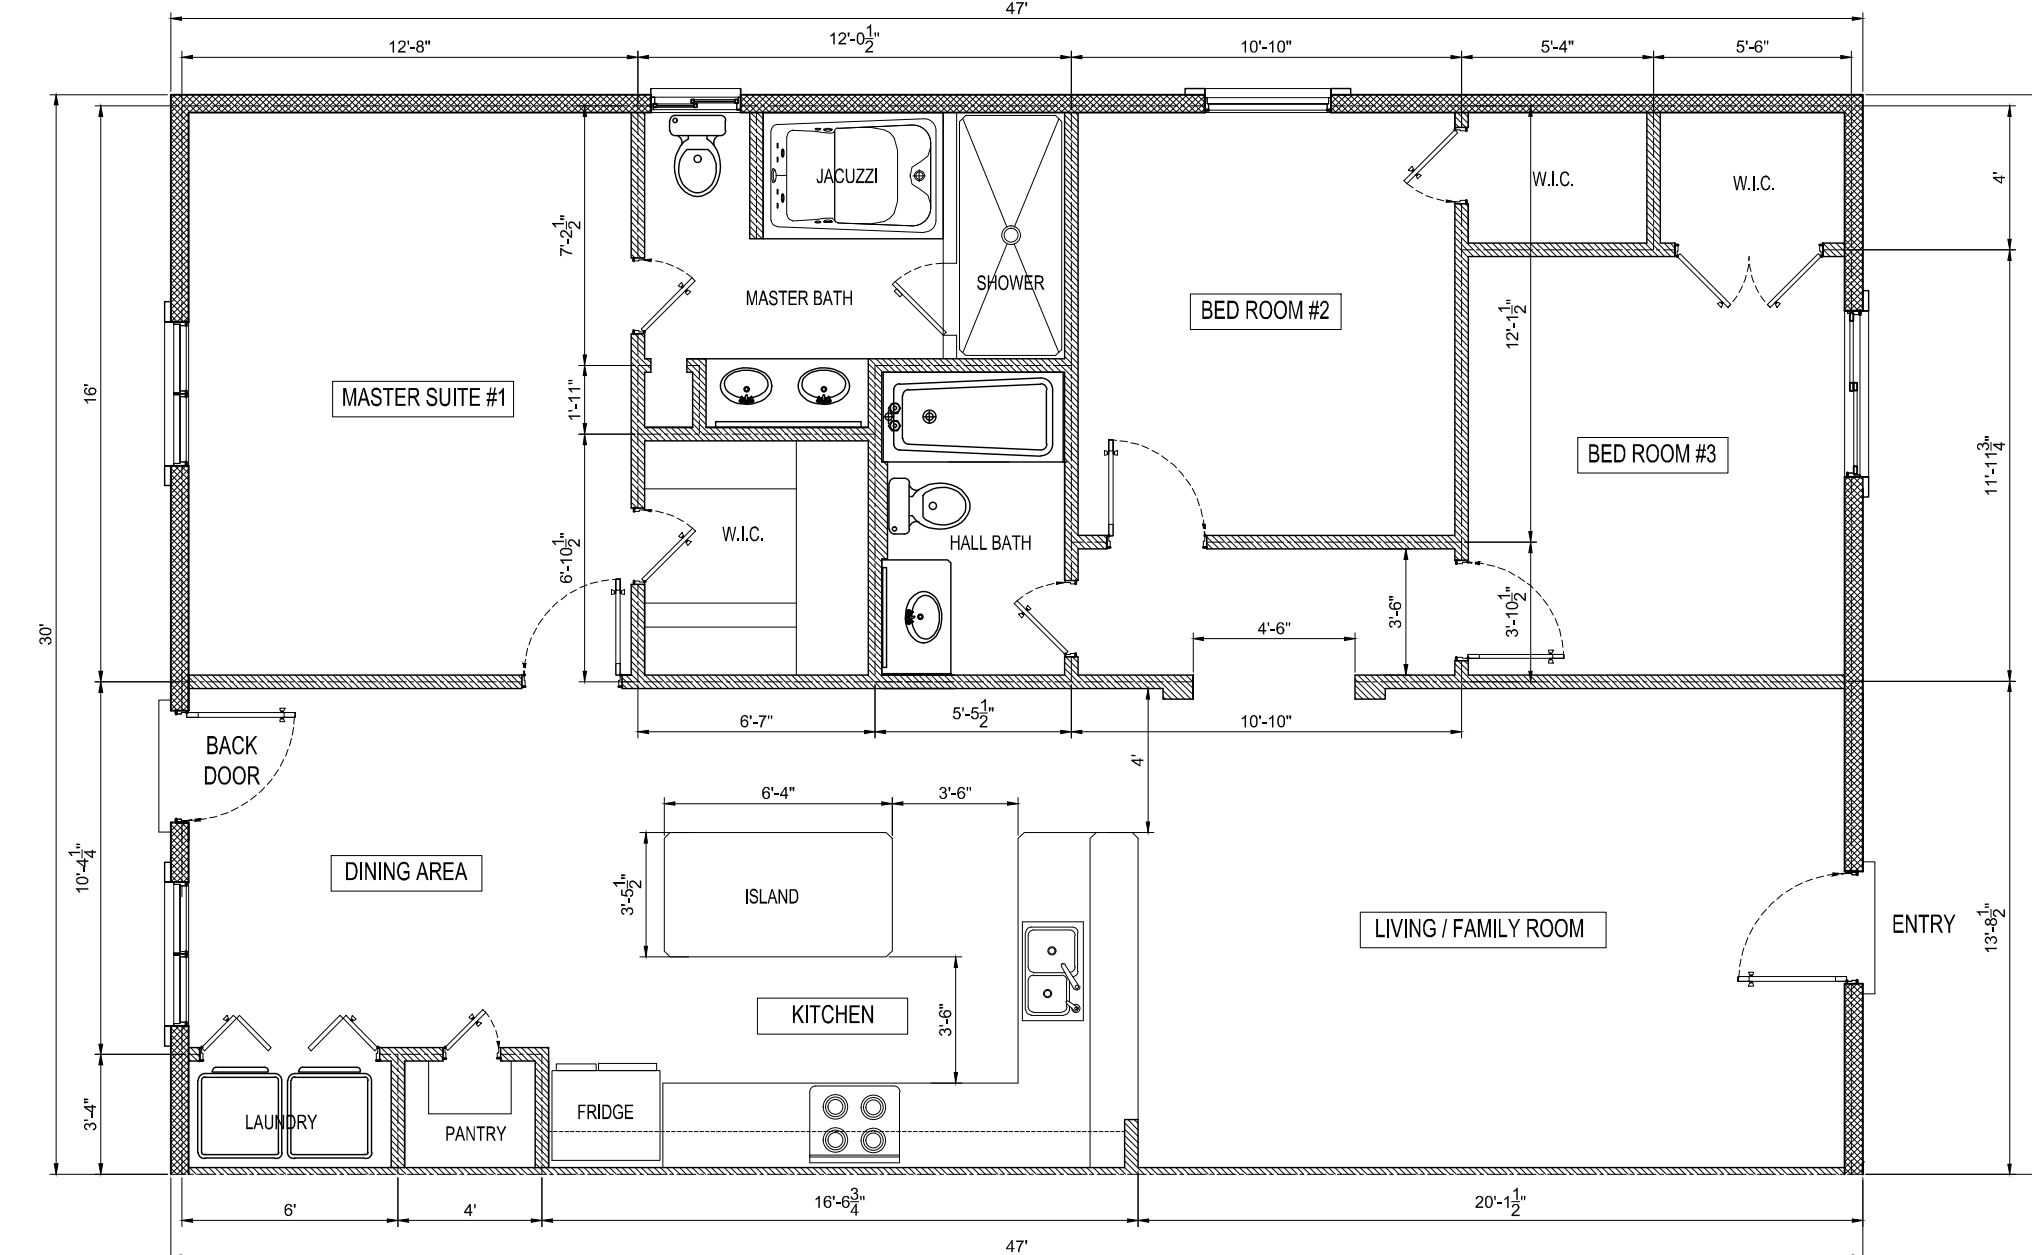 47'
12'-8"
12'-0 1/2"
10'-10"
5'-4"
5'-6"
JACUZZI
W.I.C.
W.I.C.
4'
7'-2 1/2"
MASTER BATH
SHOWER
BED ROOM #2
12'-1 1/2"
16'
MASTER SUITE #1
1'-11"
BED ROOM #3
11'-11 3/4"
W.I.C.
HALL BATH
6'-10 1/2"
30'
4'-6"
3'-6"
3'-10 1/2"
6'-7"
5'-5 1/2"
10'-10"
BACK
DOOR
4'
6'-4"
3'-6"
10'-4 1/4"
DINING AREA
3'-5 1/2"
ISLAND
LIVING / FAMILY ROOM
ENTRY
13'-8 1/2"
KITCHEN
3'-6"
3'-4"
LAUNDRY
PANTRY
FRIDGE
6'
4'
16'-6 3/4"
20'-1 1/2"
47'